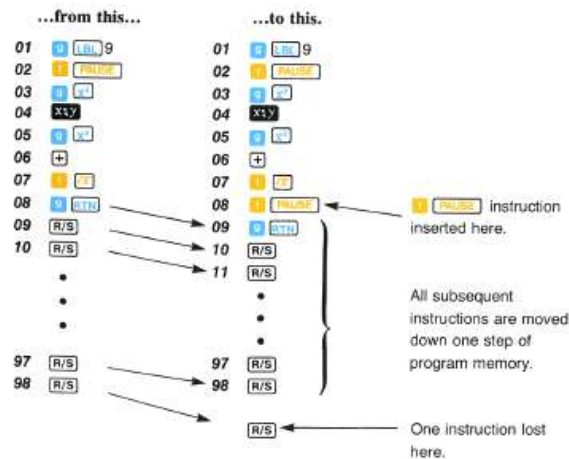 ...from this...
...to this.
01 g LBL 9
02 f PAUSE
03 g x²
04 x≷y
05 g x²
06 +
07 f √x
08 g RTN
09 R/S
10 R/S
97 R/S
98 R/S
01 g LBL 9
02 f PAUSE
03 g x²
04 x≷y
05 g x²
06 +
07 f √x
08 f PAUSE
09 g RTN
10 R/S
11 R/S
97 R/S
98 R/S
R/S
f PAUSE instruction
inserted here.
All subsequent
instructions are moved
down one step of
program memory.
One instruction lost
here.